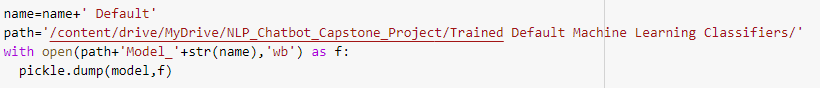 name=name+' Default'
path='/content/drive/MyDrive/NLP_Chatbot_Capstone_Project/Trained Default Machine Learning Classifiers/'
with open(path+'Model_'+str(name),'wb') as f:
  pickle.dump(model,f)